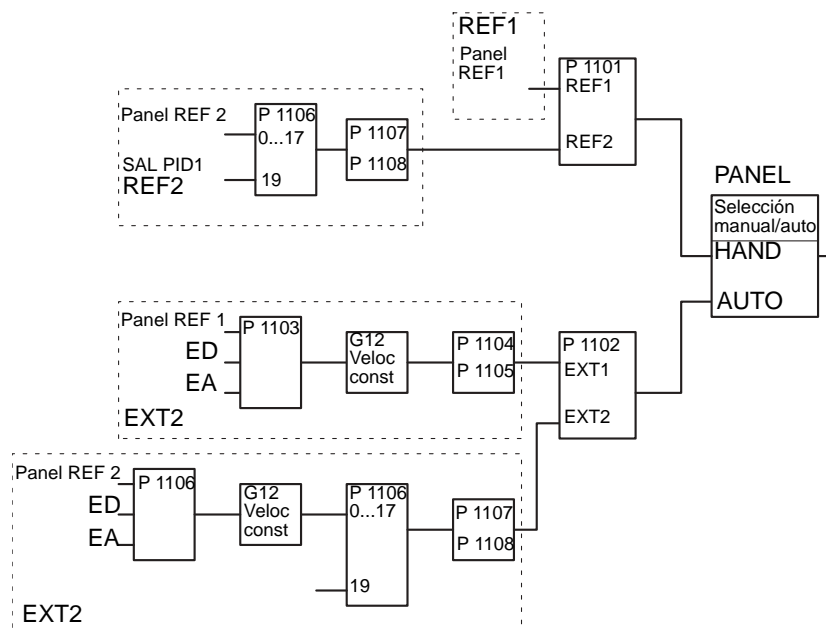 REF1
Panel
REF1
P 1101
REF1
REF2
Panel REF 2
P 1106
0...17
19
SAL PID1
REF2
P 1107
P 1108
PANEL
Selección
manual/auto
HAND
AUTO
Panel REF 1
ED
EA
P 1103
G12
Veloc
const
P 1104
P 1105
P 1102
EXT1
EXT2
EXT2
Panel REF 2
ED
EA
P 1106
G12
Veloc
const
P 1106
0...17
19
P 1107
P 1108
EXT2